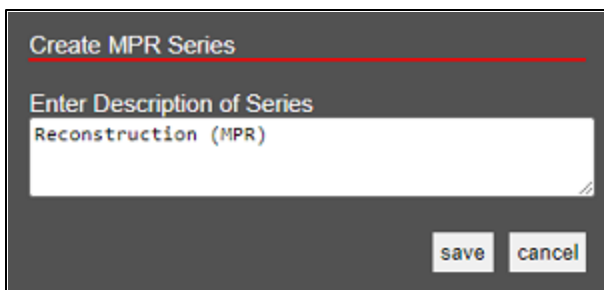 Create MPR Series
Enter Description of Series
Reconstruction (MPR)
save cancel